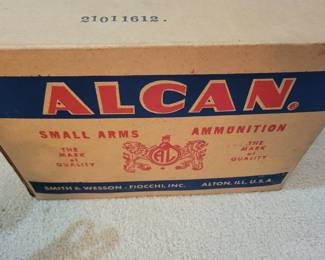 21011612.
ALCAN®
SMALL ARMS AMMUNITION
THE MARK of QUALITY
AL
THE MARK of QUALITY
SMITH & WESSON - FIOCCHI, INC. ALTON, ILL. U.S.A.